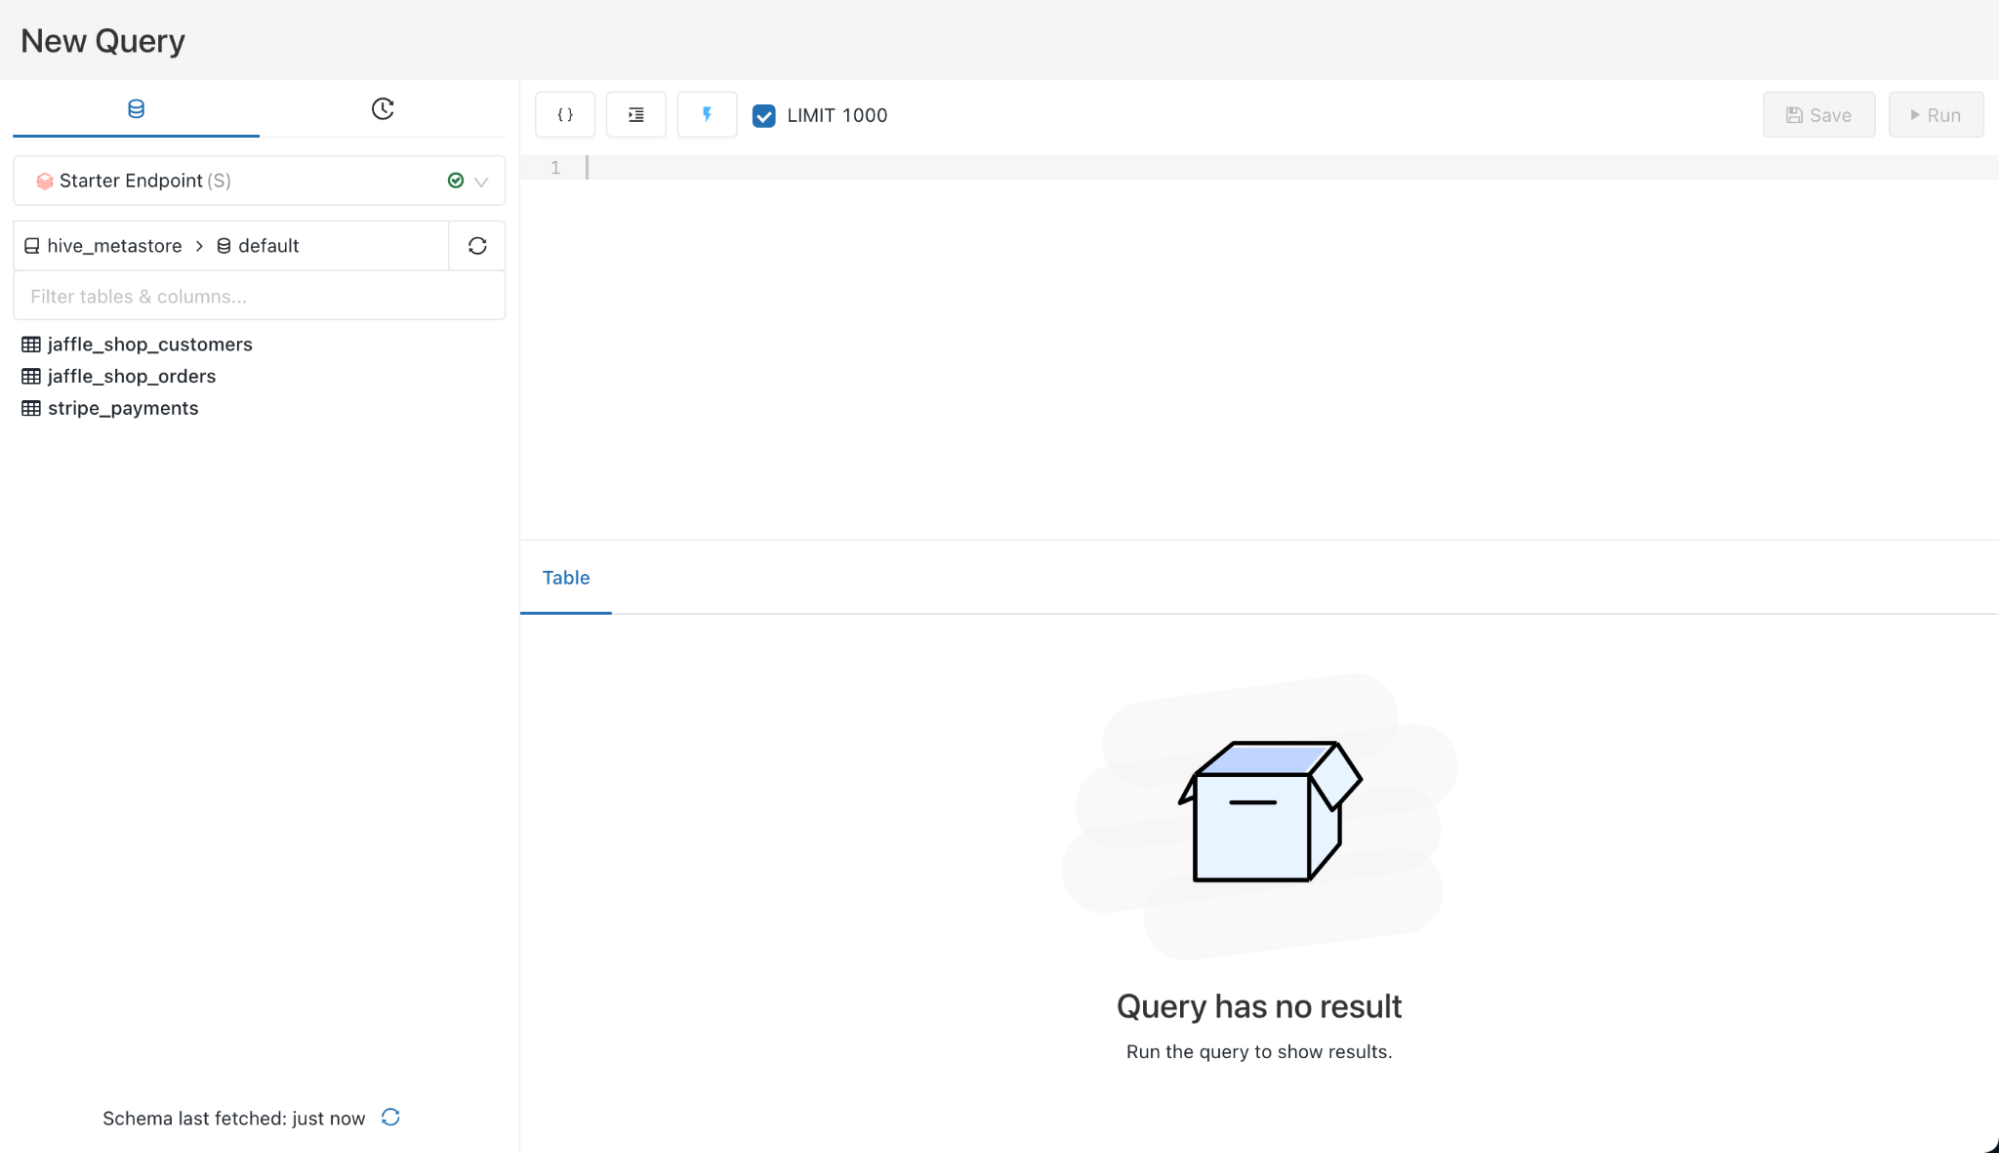 New Query
Starter Endpoint (S)
hive_metastore > default
Filter tables & columns...
jaffle_shop_customers
jaffle_shop_orders
stripe_payments
Schema last fetched: just now
{ } LIMIT 1000 Save Run
1
Table
Query has no result
Run the query to show results.